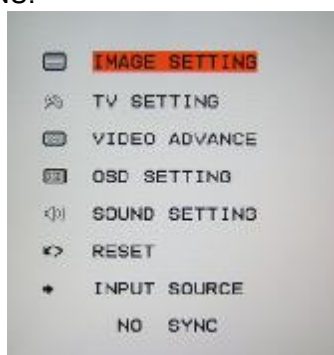 IMAGE SETTING
TV SETTING
VIDEO ADVANCE
OSD SETTING
SOUND SETTING
RESET
INPUT SOURCE
NO SYNC